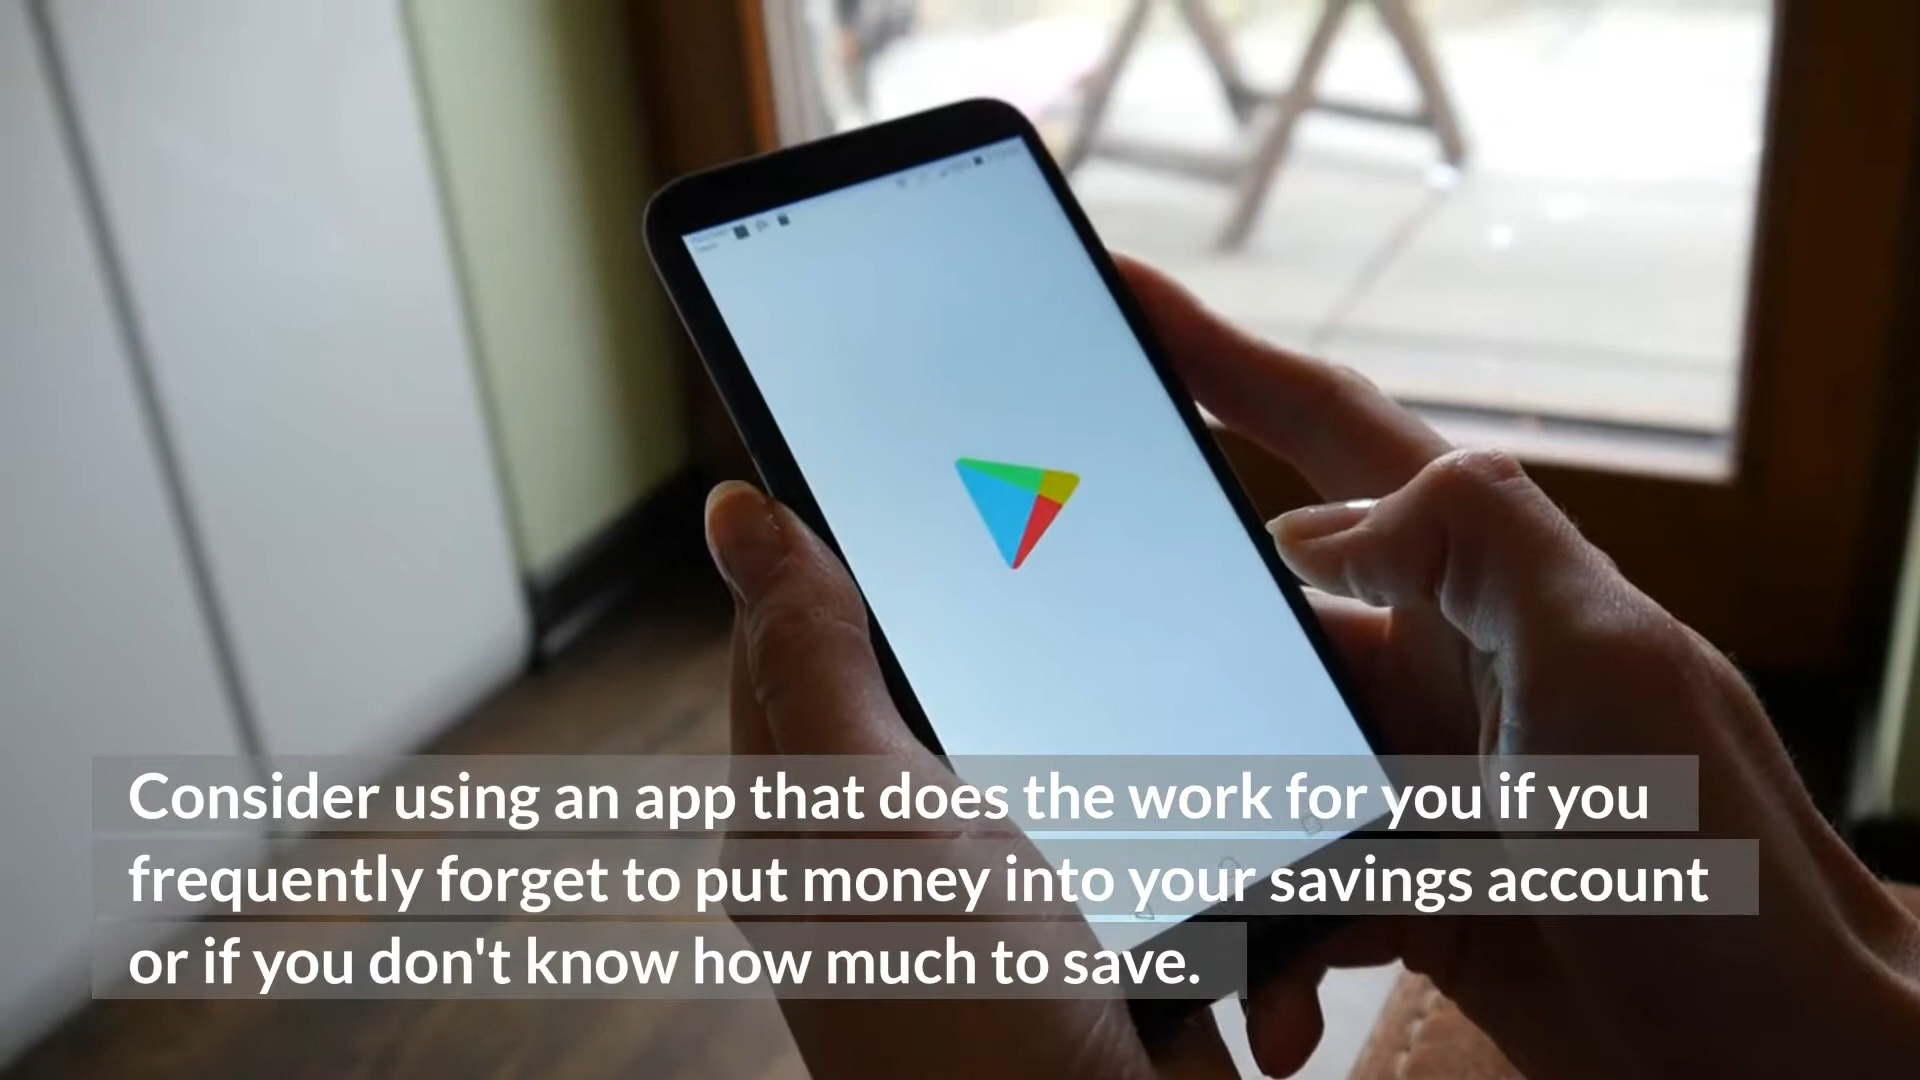 Consider using an app that does the work for you if you
frequently forget to put money into your savings account
or if you don't know how much to save.